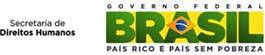 Secretaria de
Direitos Humanos
GOVERNO FEDERAL
BRASIL
PAÍS RICO É PAÍS SEM POBREZA